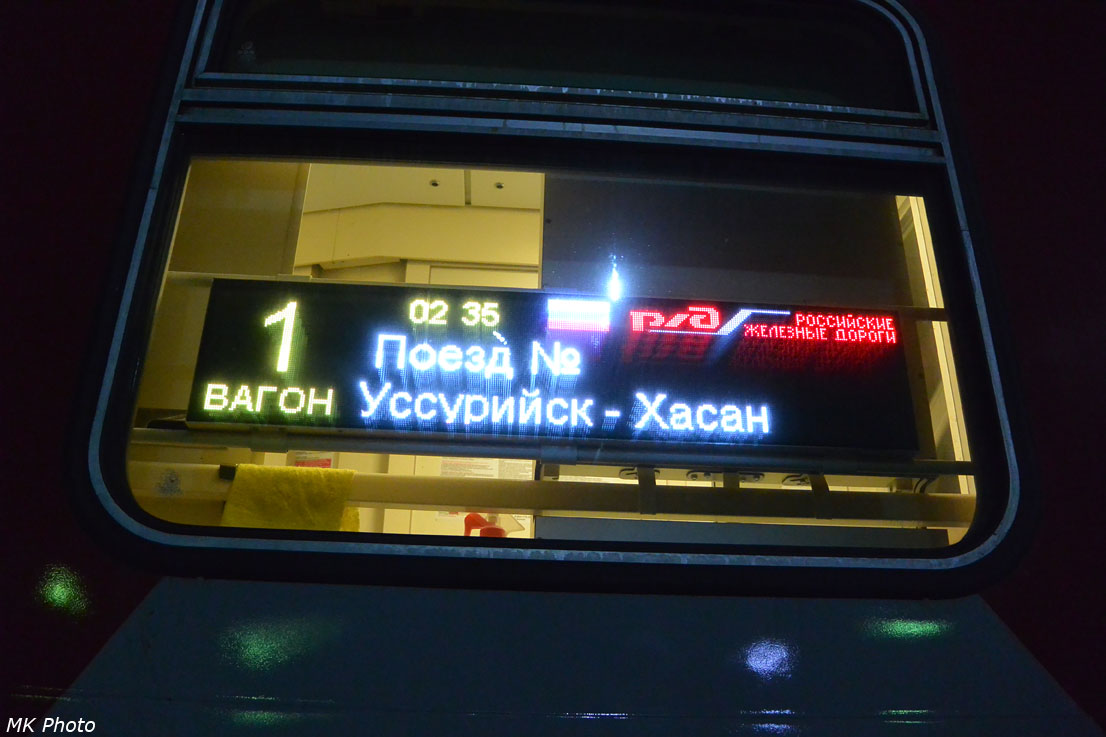 1
ВАГОН
02 35
Поезд №
Уссурийск - Хасан
РЖД
РОССИЙСКИЕ
ЖЕЛЕЗНЫЕ ДОРОГИ
MK Photo